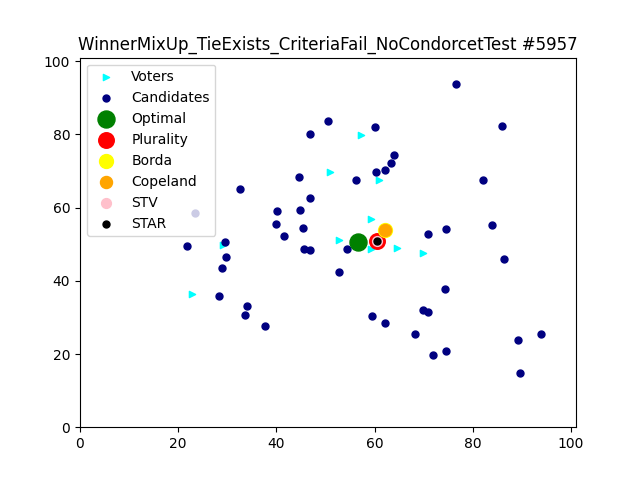 WinnerMixUp_TieExists_CriteriaFail_NoCondorcetTest #5957
Voters
Candidates
Optimal
Plurality
Borda
Copeland
STV
STAR
100
80
60
40
20
0
0 20 40 60 80 100